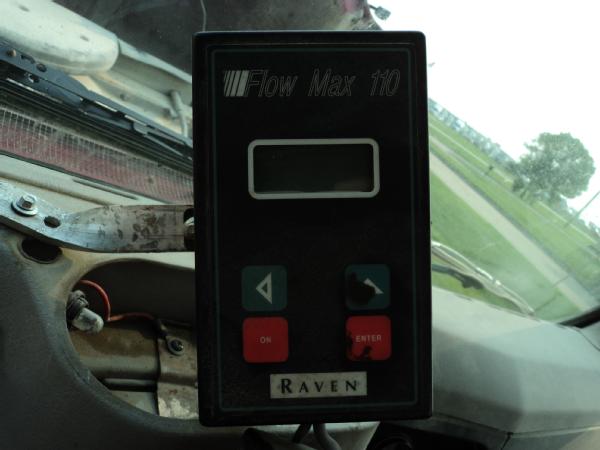 Flow Max 110
ON
ENTER
RAVEN